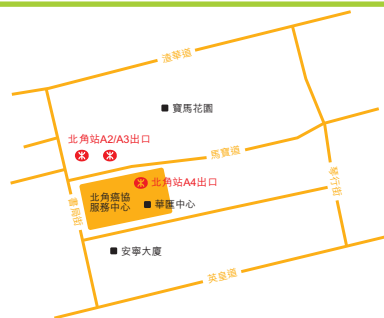 渣華道
寶馬花園
北角站A2/A3出口
馬寶道
琴行街
北角站A4出口
北角癌協
服務中心
華匯中心
書局街
安寧大廈
英皇道